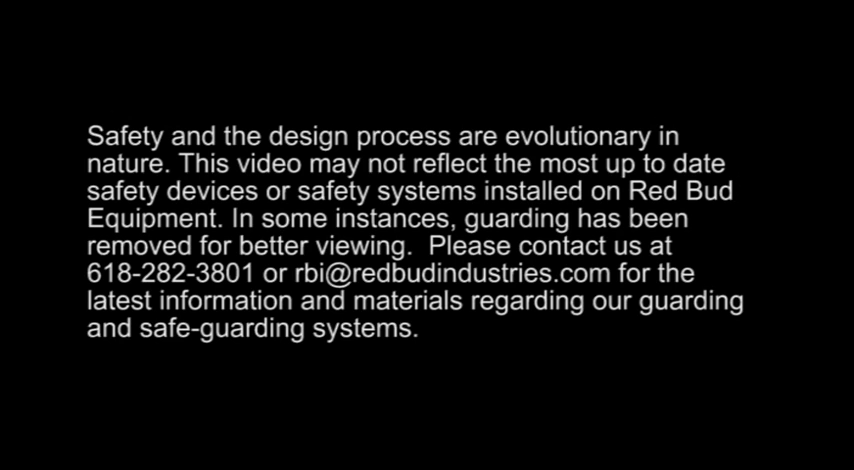 Safety and the design process are evolutionary in
nature. This video may not reflect the most up to date
safety devices or safety systems installed on Red Bud
Equipment. In some instances, guarding has been
removed for better viewing.  Please contact us at
618-282-3801 or rbi@redbudindustries.com for the
latest information and materials regarding our guarding
and safe-guarding systems.